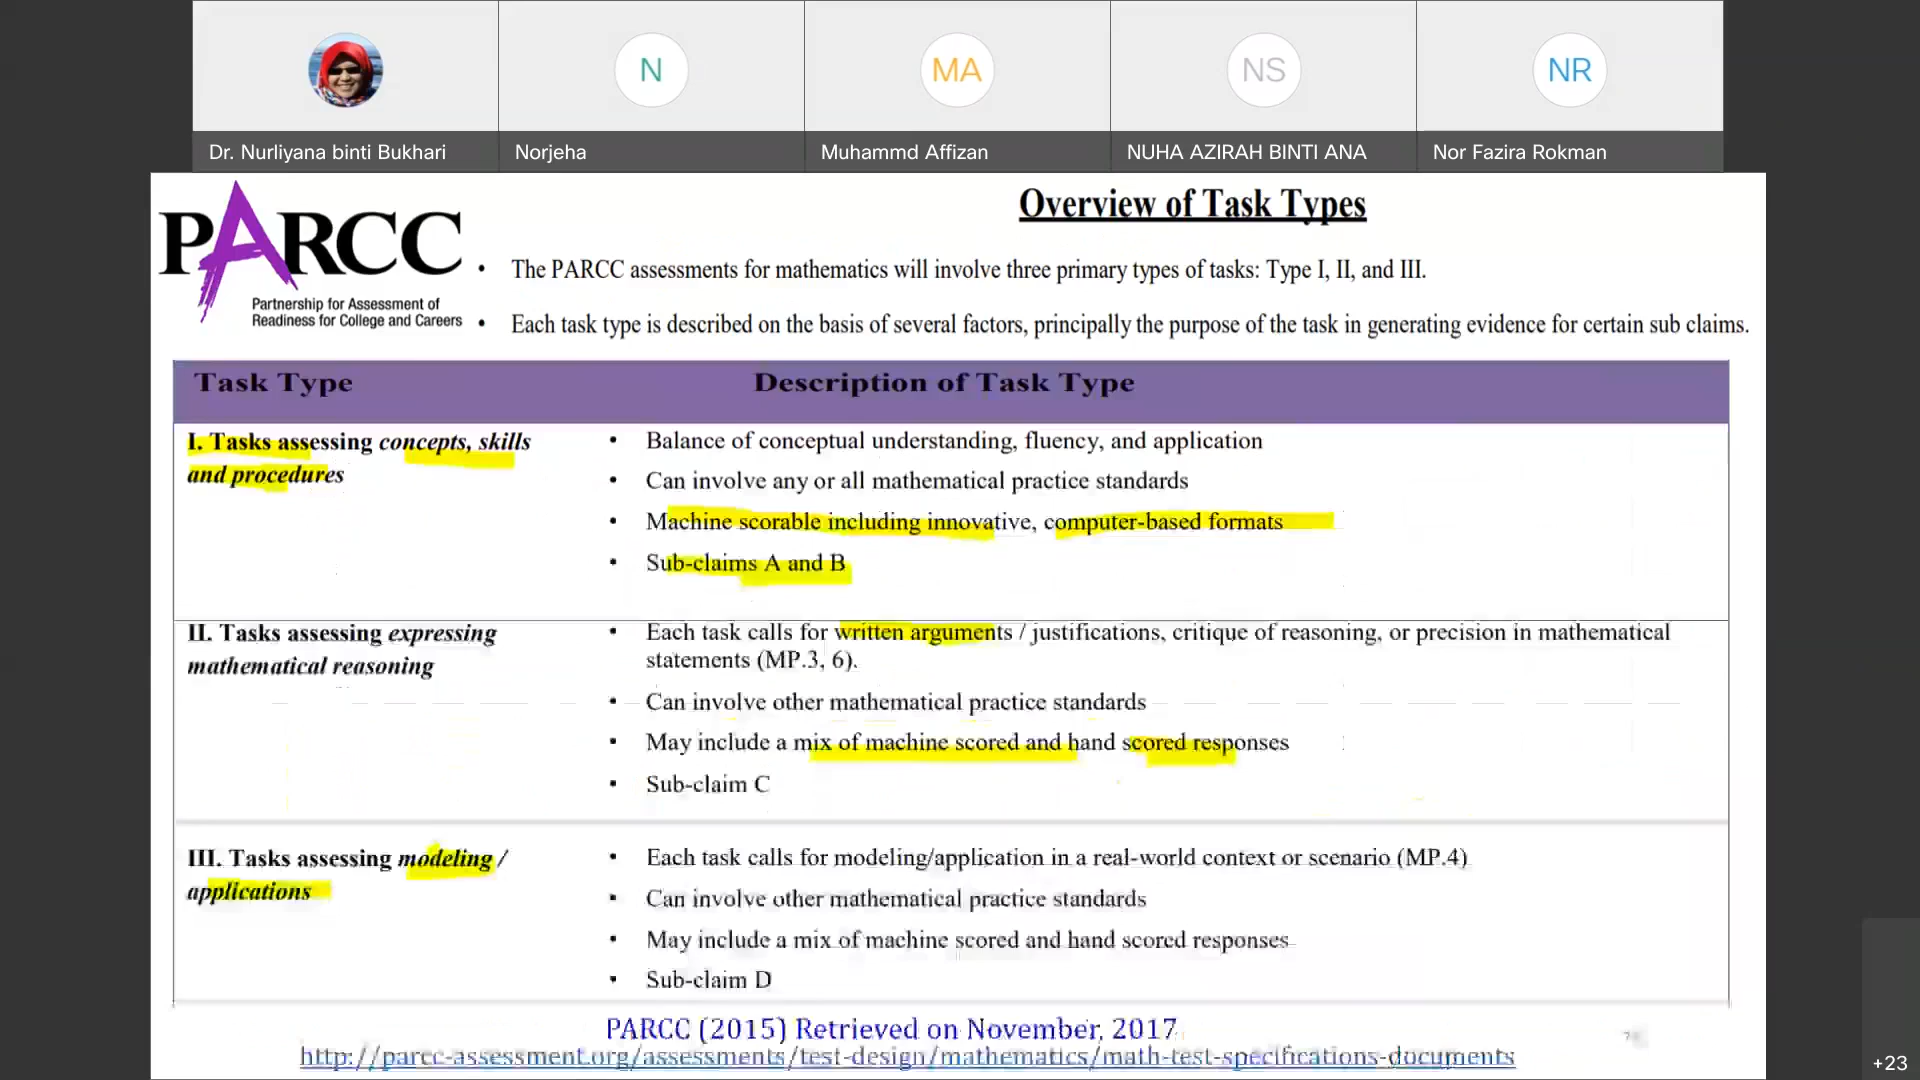 N
MA
NS
NR
Dr. Nurliyana binti Bukhari
Norjeha
Muhammd Affizan
NUHA AZIRAH BINTI ANA
Nor Fazira Rokman
PARCC
Partnership for Assessment of
Readiness for College and Careers
Overview of Task Types
• The PARCC assessments for mathematics will involve three primary types of tasks: Type I, II, and III.
• Each task type is described on the basis of several factors, principally the purpose of the task in generating evidence for certain sub claims.
Task Type
Description of Task Type
I. Tasks assessing concepts, skills
and procedures
• Balance of conceptual understanding, fluency, and application
• Can involve any or all mathematical practice standards
• Machine scorable including innovative, computer-based formats
• Sub-claims A and B
II. Tasks assessing expressing
mathematical reasoning
• Each task calls for written arguments / justifications, critique of reasoning, or precision in mathematical
statements (MP.3, 6).
• Can involve other mathematical practice standards
• May include a mix of machine scored and hand scored responses
• Sub-claim C
III. Tasks assessing modeling /
applications
• Each task calls for modeling/application in a real-world context or scenario (MP.4)
• Can involve other mathematical practice standards
• May include a mix of machine scored and hand scored responses
• Sub-claim D
PARCC (2015) Retrieved on November, 2017
http://parcc-assessment.org/assessments/test-design/mathematics/math-test-specifications-documents
+23